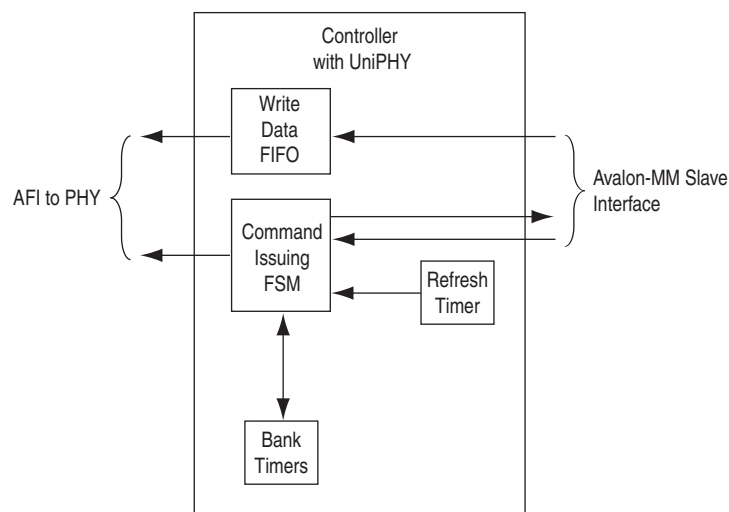 Controller
with UniPHY
Write
Data
FIFO
AFI to PHY
Avalon-MM Slave
Interface
Command
Issuing
FSM
Refresh
Timer
Bank
Timers